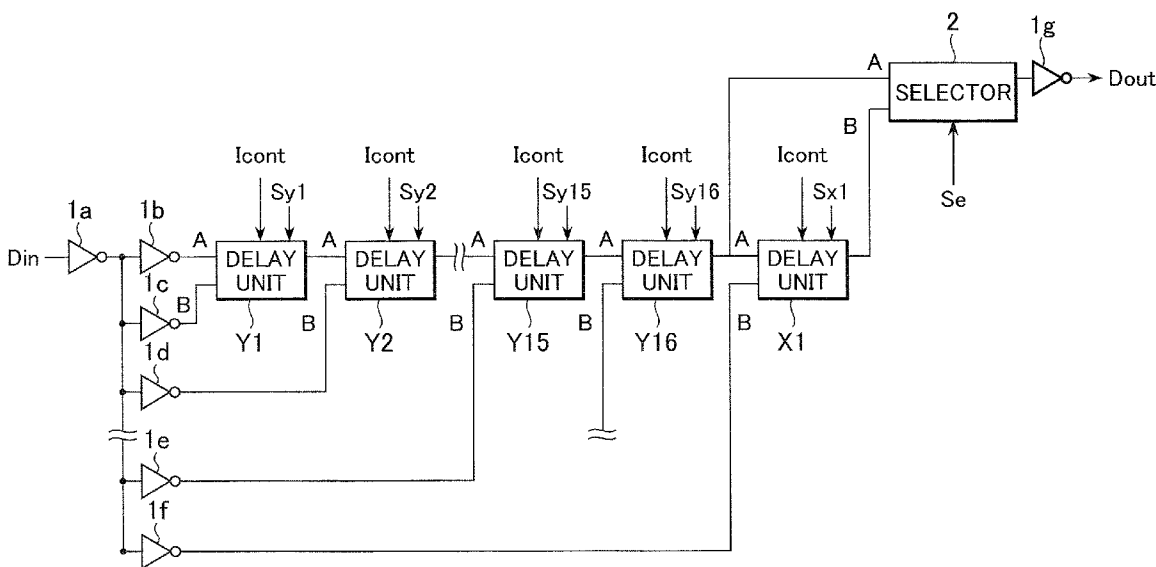 2
1g
A
SELECTOR
Dout
B
Icont
Icont
Icont
Icont
Icont
Sy1
Sy2
Sy15
Sy16
Sx1
Se
1a
1b
Din
A
DELAY UNIT
A
DELAY UNIT
A
DELAY UNIT
A
DELAY UNIT
A
DELAY UNIT
1c
B
B
B
B
B
Y1
Y2
Y15
Y16
X1
1d
1e
1f